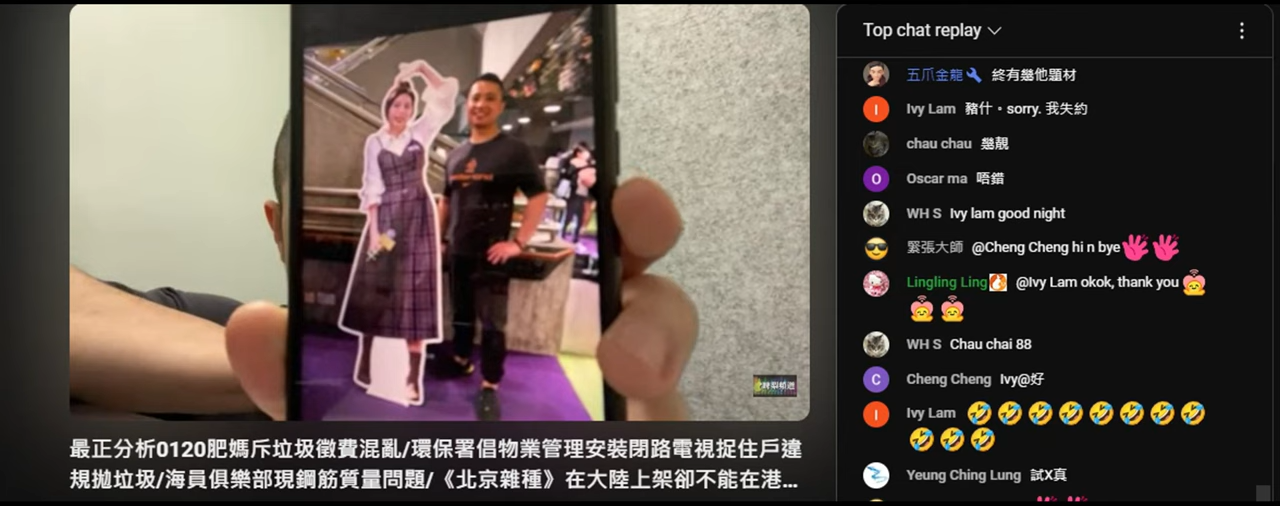 最正分析0120肥媽斥垃圾徵費混亂/環保署倡物業管理安裝閉路電視捉住戶違
規拋垃圾/海員俱樂部現鋼筋質量問題/《北京雜種》在大陸上架卻不能在港...
Top chat replay
五爪金龍 終有幾他題材
Ivy Lam 豬什，sorry. 我失約
chau chau 幾靚
Oscar ma 唔錯
WH S Ivy lam good night
緊張大師 @Cheng Cheng hi n bye
Lingling Ling @Ivy Lam okok, thank you
WH S Chau chai 88
Cheng Cheng Ivy@好
Ivy Lam
Yeung Ching Lung 試X真